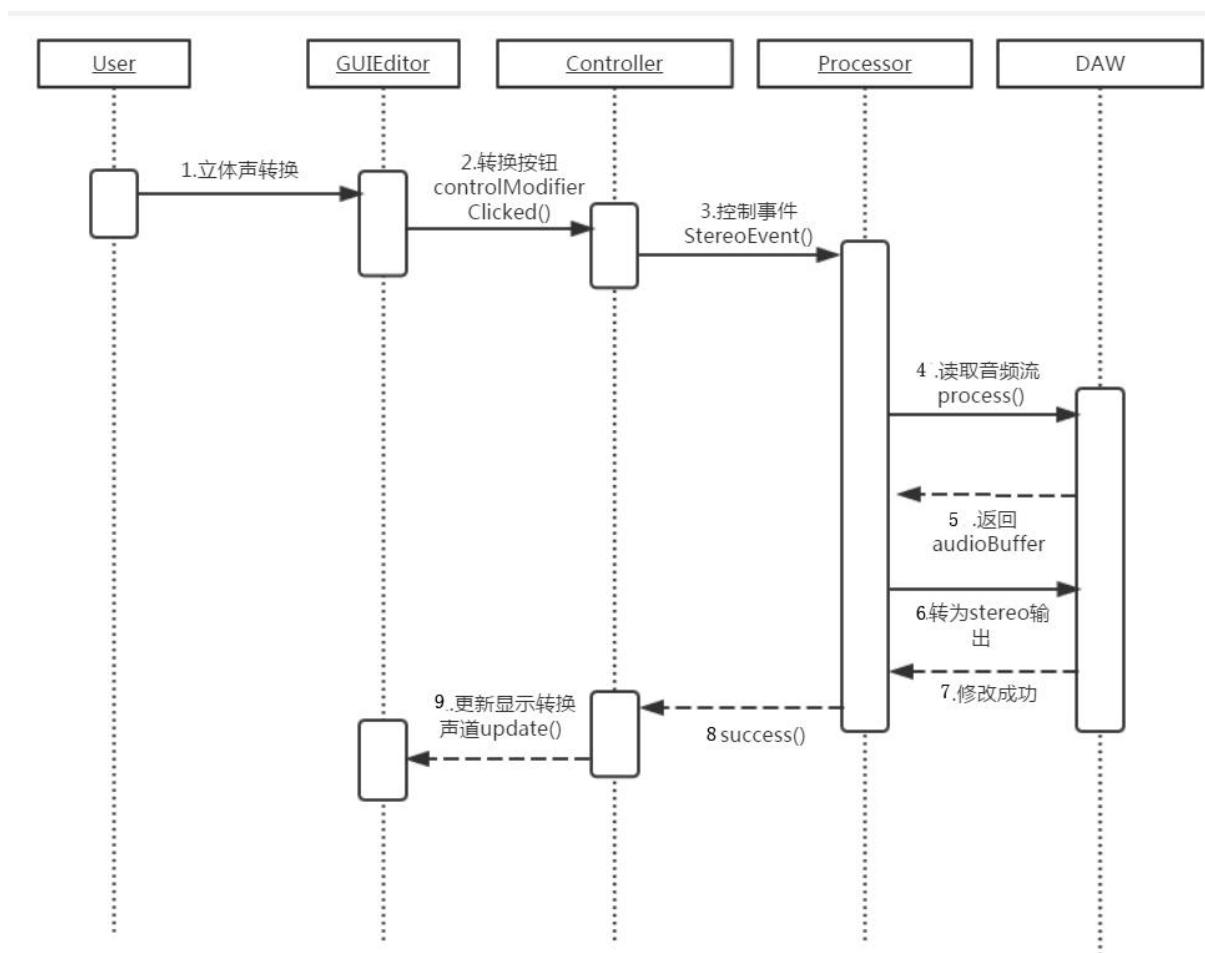 User
GUIEditor
Controller
Processor
DAW
1.立体声转换
2.转换按钮
controlModifier
Clicked()
3.控制事件
StereoEvent()
4 .读取音频流
process()
5 .返回
audioBuffer
6.转为stereo输
出
7.修改成功
8 success()
9..更新显示转换
声道update()